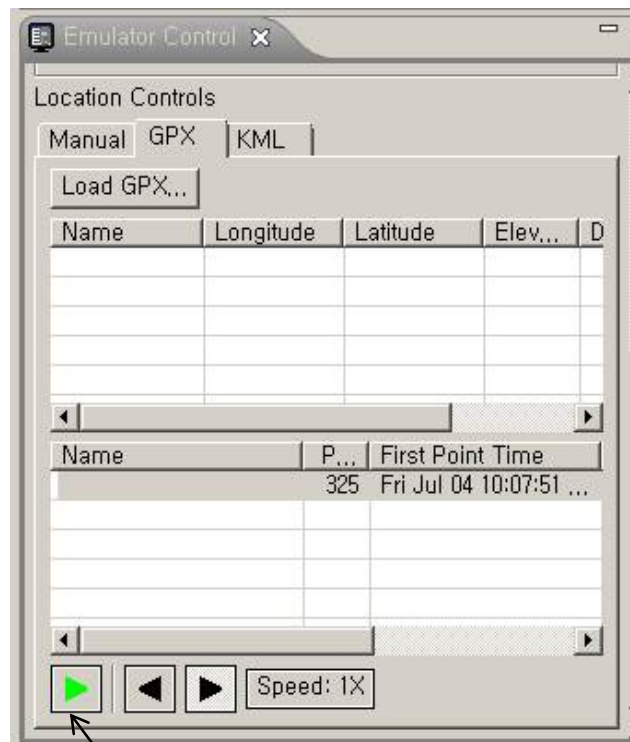 Emulator Control
Location Controls
Manual GPX KML
Load GPX...
Name Longitude Latitude Elev... D
Name P... First Point Time
325 Fri Jul 04 10:07:51 ...
Speed: 1X